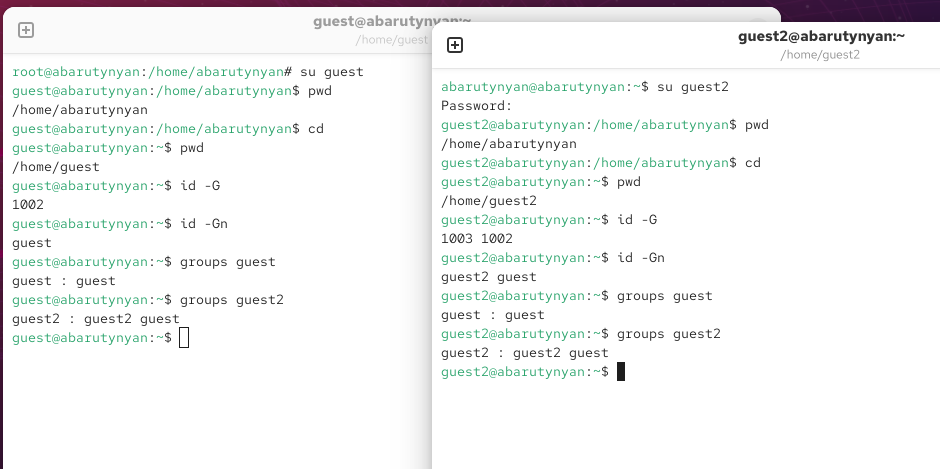 guest@abarutynyan:~
/home/guest
root@abarutynyan:/home/abarutynyan# su guest
guest@abarutynyan:/home/abarutynyan$ pwd
/home/abarutynyan
guest@abarutynyan:/home/abarutynyan$ cd
guest@abarutynyan:~$ pwd
/home/guest
guest@abarutynyan:~$ id -G
1002
guest@abarutynyan:~$ id -Gn
guest
guest@abarutynyan:~$ groups guest
guest : guest
guest@abarutynyan:~$ groups guest2
guest2 : guest2 guest
guest@abarutynyan:~$
guest2@abarutynyan:~
/home/guest2
abarutynyan@abarutynyan:~$ su guest2
Password:
guest2@abarutynyan:/home/abarutynyan$ pwd
/home/abarutynyan
guest2@abarutynyan:/home/abarutynyan$ cd
guest2@abarutynyan:~$ pwd
/home/guest2
guest2@abarutynyan:~$ id -G
1003 1002
guest2@abarutynyan:~$ id -Gn
guest2 guest
guest2@abarutynyan:~$ groups guest
guest : guest
guest2@abarutynyan:~$ groups guest2
guest2 : guest2 guest
guest2@abarutynyan:~$